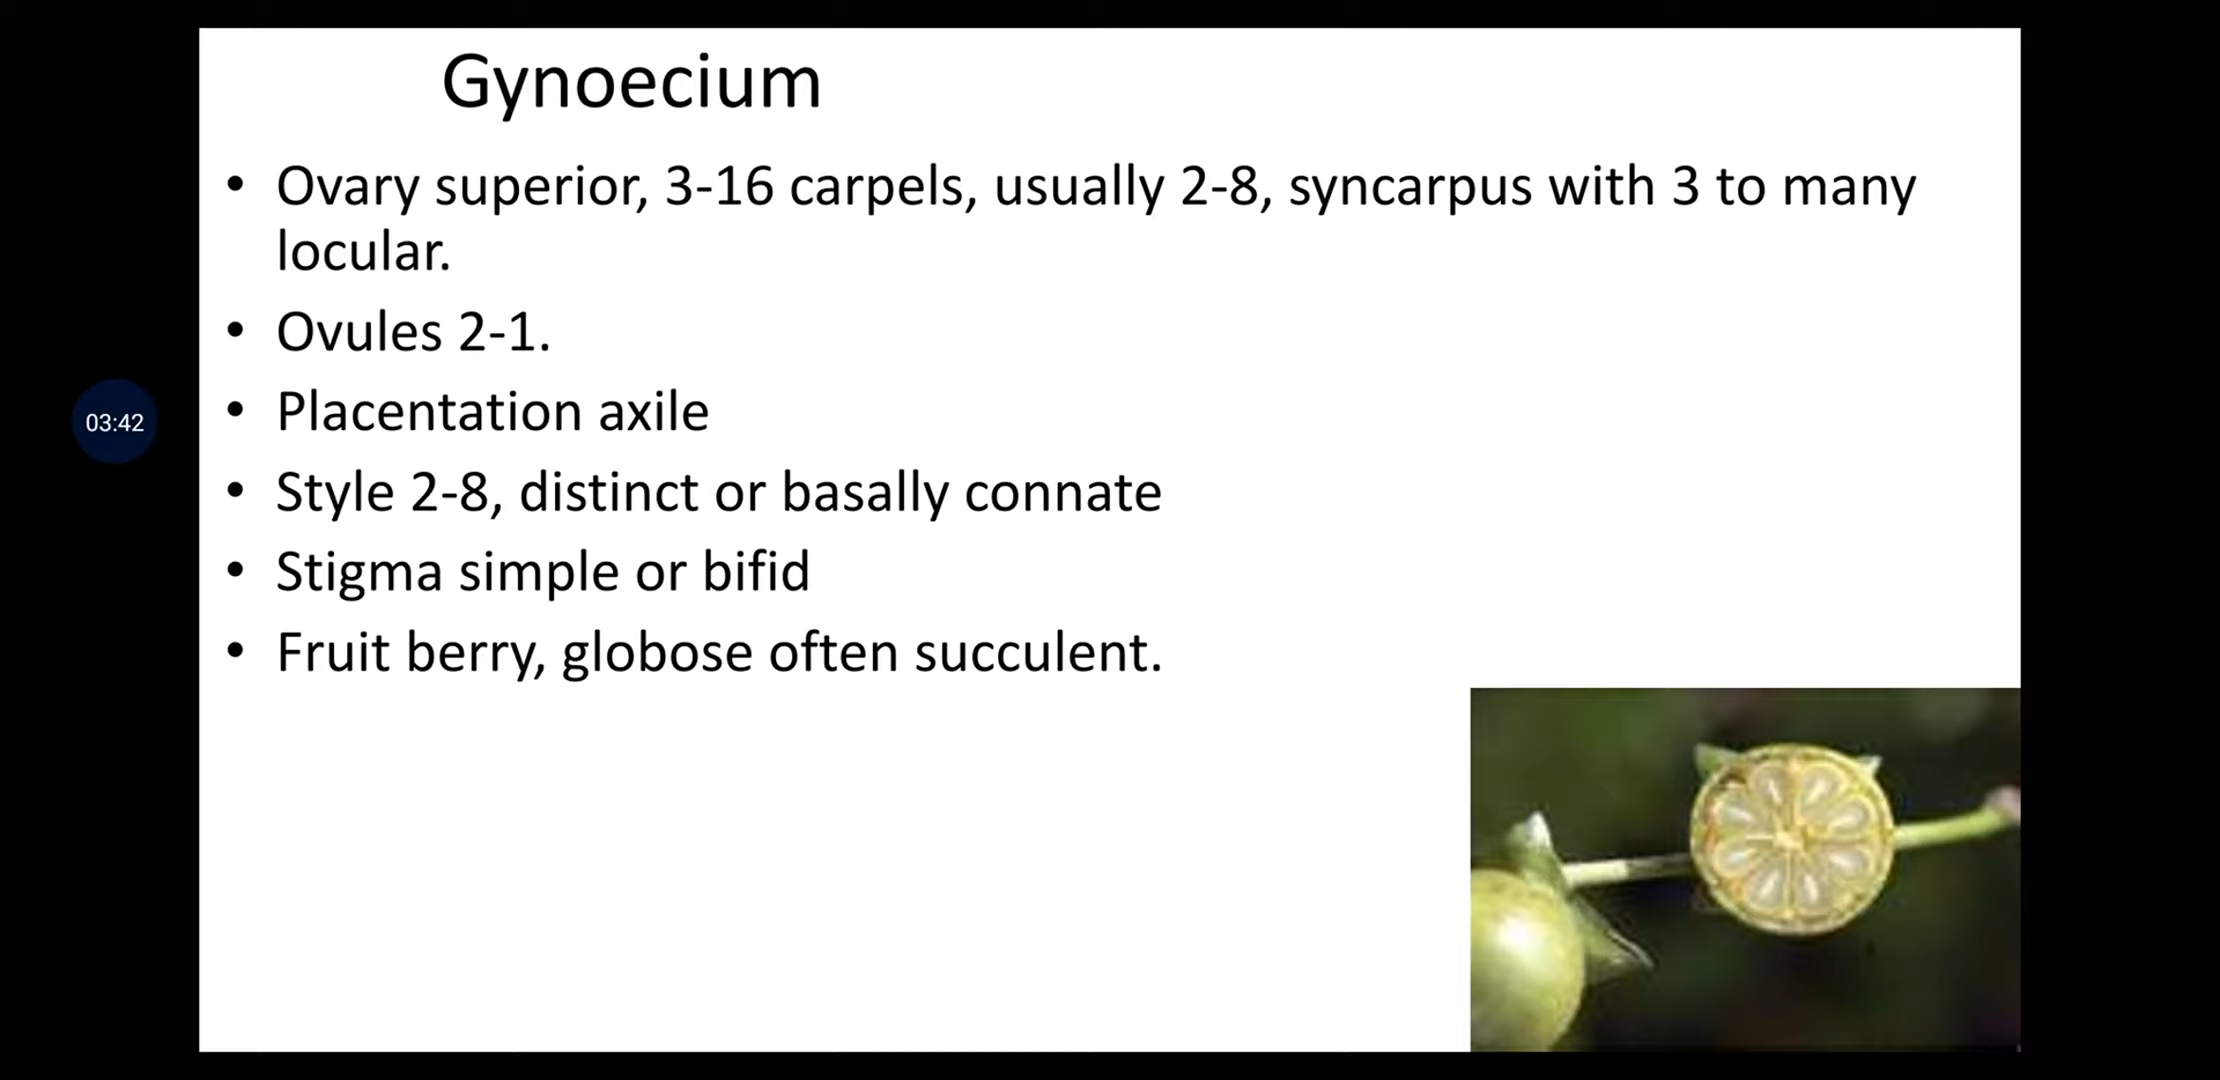 Gynoecium
• Ovary superior, 3-16 carpels, usually 2-8, syncarpus with 3 to many
locular.
• Ovules 2-1.
• Placentation axile
03:42
• Style 2-8, distinct or basally connate
• Stigma simple or bifid
• Fruit berry, globose often succulent.